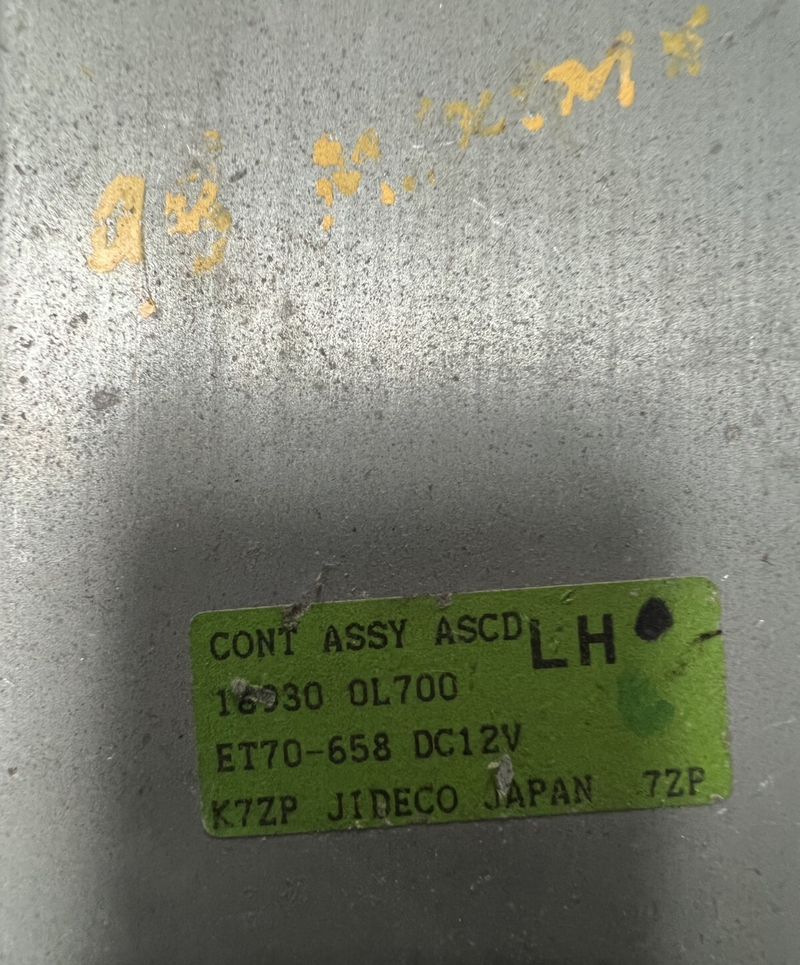 CONT ASSY ASCD LH
18930 0L700
ET70-658 DC12V
K7ZP JIDECO JAPAN 7ZP